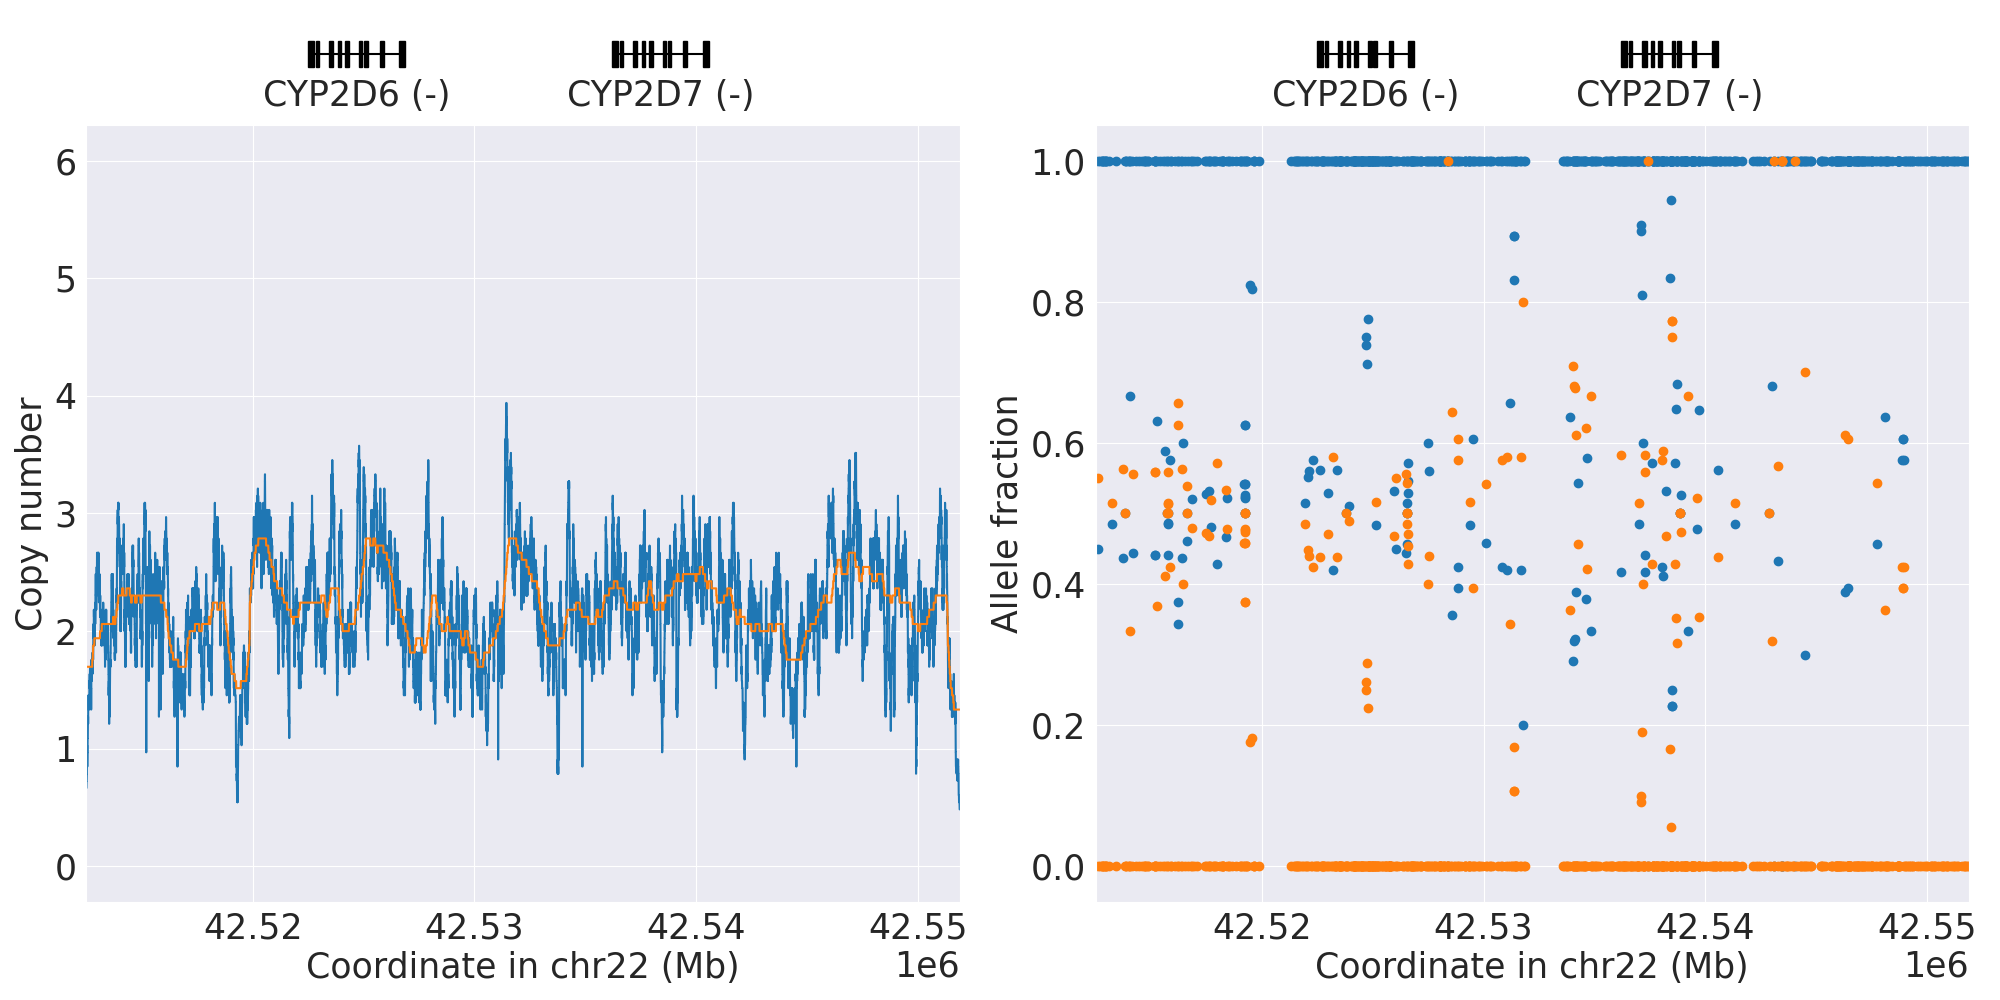 CYP2D6 (-) CYP2D7 (-)
6
5
4
3
2
1
0
Copy number
42.52 42.53 42.54 42.55
Coordinate in chr22 (Mb) 1e6
CYP2D6 (-) CYP2D7 (-)
1.0
0.8
0.6
0.4
0.2
0.0
Allele fraction
42.52 42.53 42.54 42.55
Coordinate in chr22 (Mb) 1e6